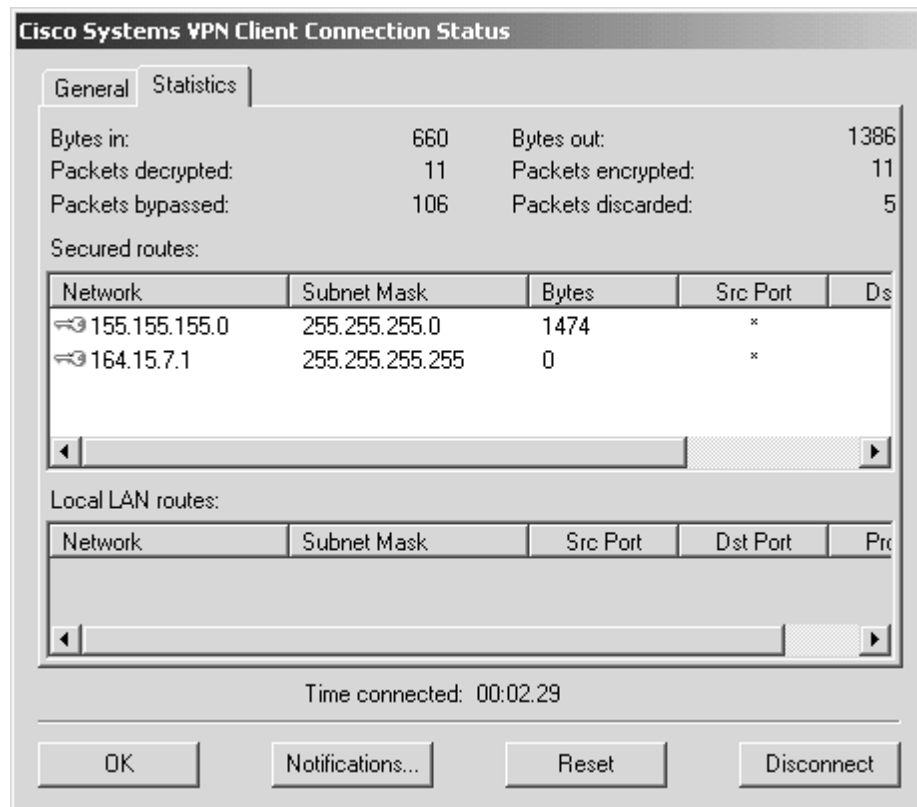 Cisco Systems VPN Client Connection Status
General Statistics
Bytes in: 660 Bytes out: 1386
Packets decrypted: 11 Packets encrypted: 11
Packets bypassed: 106 Packets discarded: 5
Secured routes:
Network Subnet Mask Bytes Src Port Ds
155.155.155.0 255.255.255.0 1474 *
164.15.7.1 255.255.255.255 0 *
Local LAN routes:
Network Subnet Mask Src Port Dst Port Pro
Time connected: 00:02.29
OK Notifications... Reset Disconnect